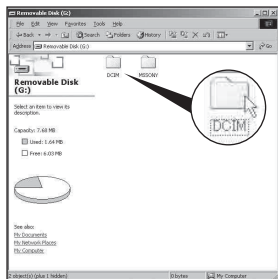 Removable Disk (G:)
File Edit View Favorites Tools Help
Back Search Folders History
Address Removable Disk (G:) Go
Removable Disk
(G:)
Select an item to view its
description.
Capacity: 7.68 MB
Used: 1.64 MB
Free: 6.03 MB
See also:
My Documents
My Network Places
My Computer
DCIM MSSONY
DCIM
2 object(s) (plus 1 hidden) 0 bytes My Computer